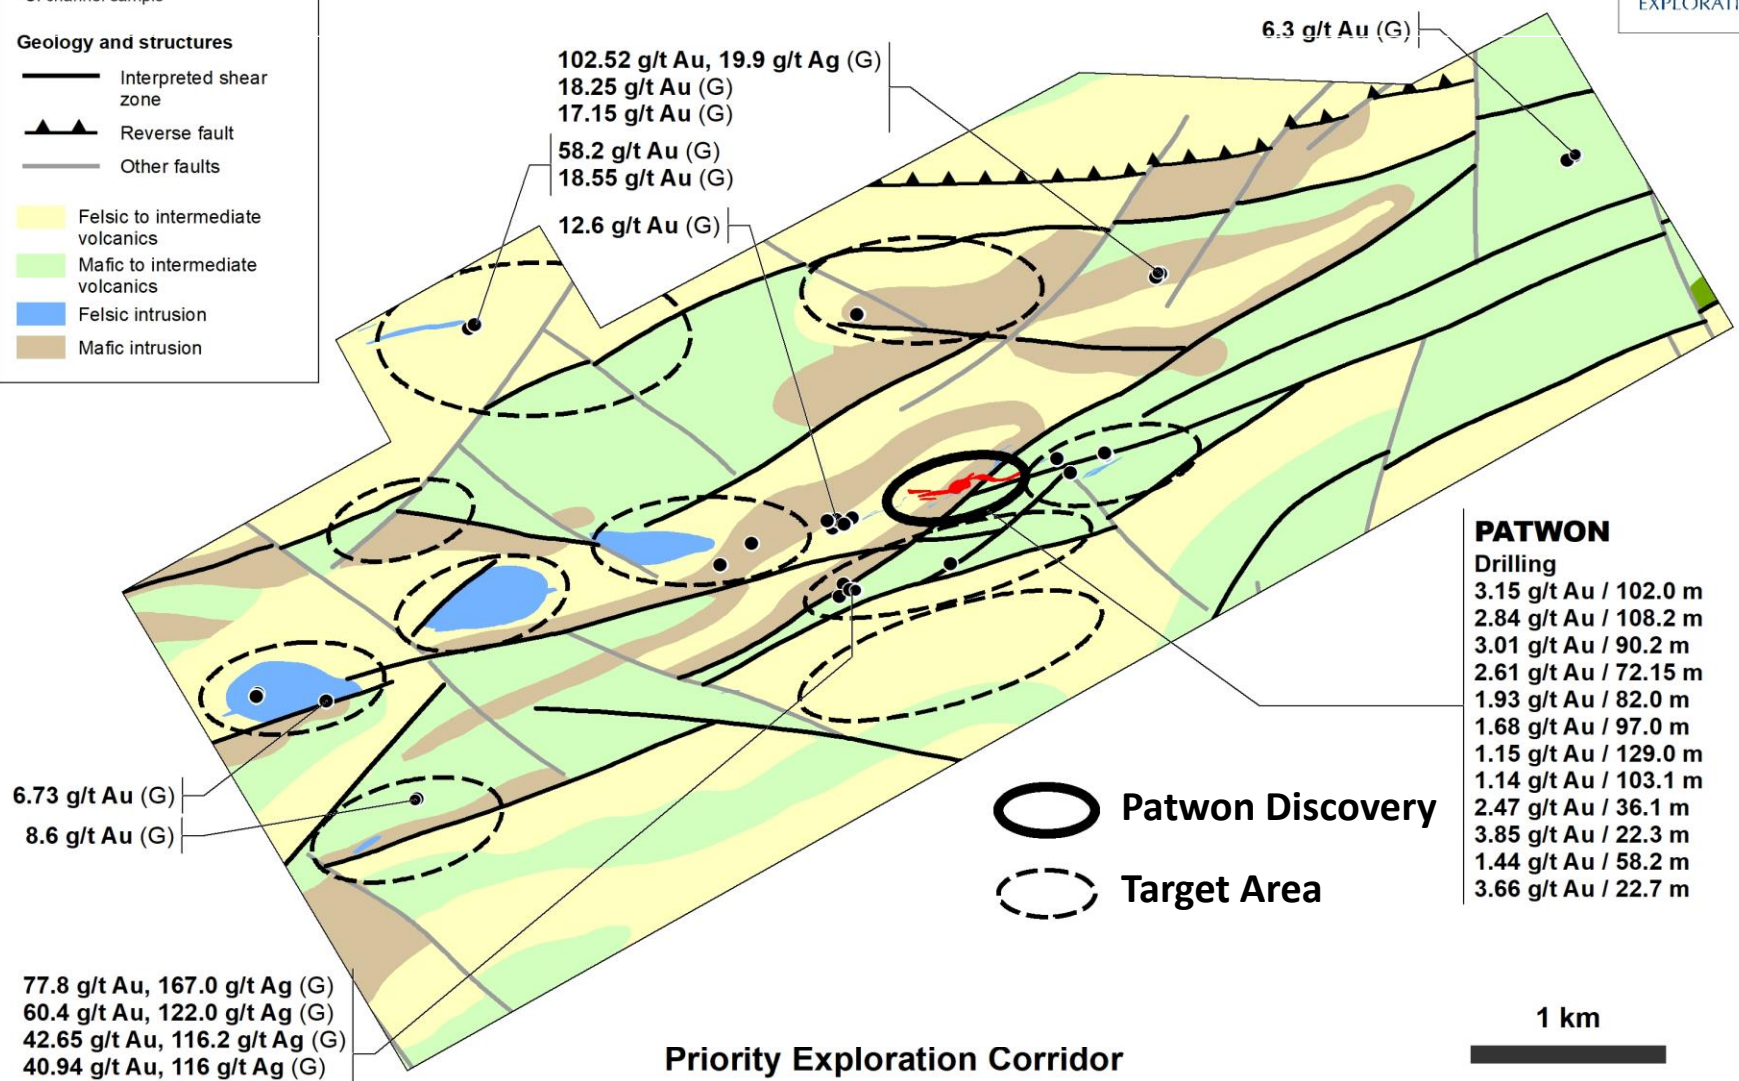 Geology and structures
Interpreted shear
zone
Reverse fault
Other faults
Felsic to intermediate
volcanics
Mafic to intermediate
volcanics
Felsic intrusion
Mafic intrusion
102.52 g/t Au, 19.9 g/t Ag (G)
18.25 g/t Au (G)
17.15 g/t Au (G)
58.2 g/t Au (G)
18.55 g/t Au (G)
12.6 g/t Au (G)
6.3 g/t Au (G)
PATWON
Drilling
3.15 g/t Au / 102.0 m
2.84 g/t Au / 108.2 m
3.01 g/t Au / 90.2 m
2.61 g/t Au / 72.15 m
1.93 g/t Au / 82.0 m
1.68 g/t Au / 97.0 m
1.15 g/t Au / 129.0 m
1.14 g/t Au / 103.1 m
2.47 g/t Au / 36.1 m
3.85 g/t Au / 22.3 m
1.44 g/t Au / 58.2 m
3.66 g/t Au / 22.7 m
6.73 g/t Au (G)
8.6 g/t Au (G)
Patwon Discovery
Target Area
77.8 g/t Au, 167.0 g/t Ag (G)
60.4 g/t Au, 122.0 g/t Ag (G)
42.65 g/t Au, 116.2 g/t Ag (G)
40.94 g/t Au, 116 g/t Ag (G)
Priority Exploration Corridor
1 km